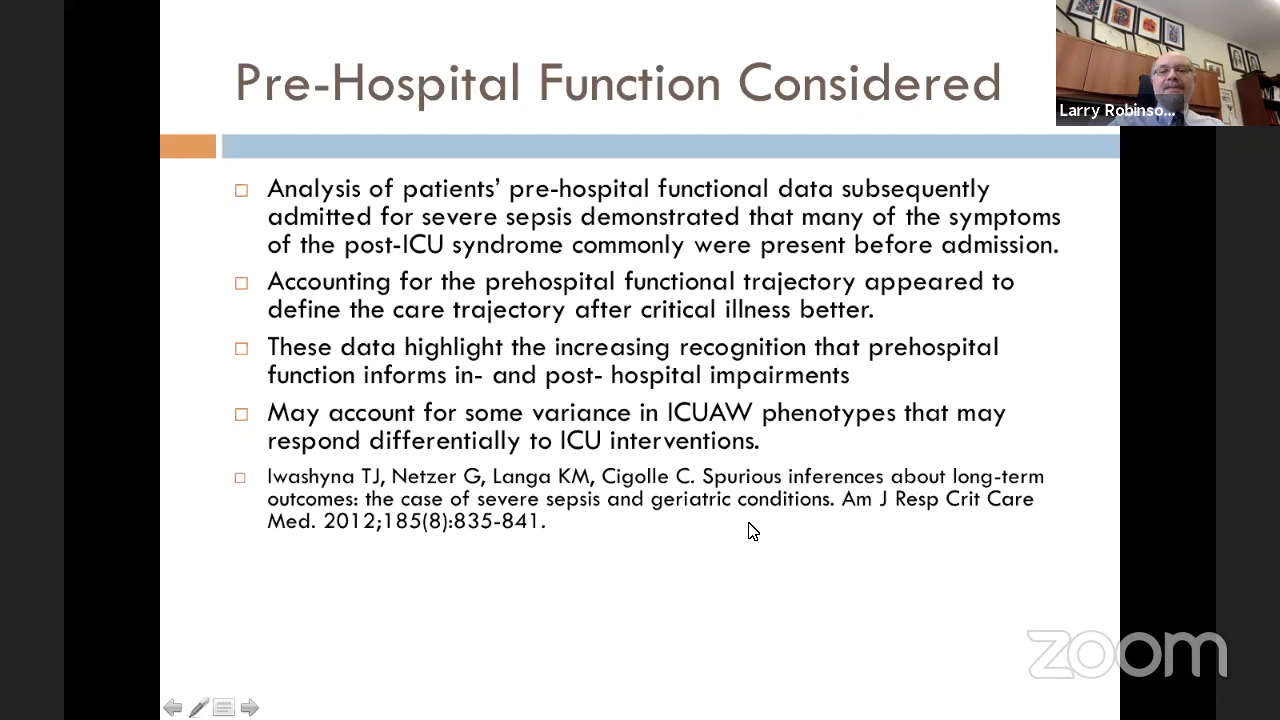 Pre-Hospital Function Considered
Larry Robinso...
Analysis of patients’ pre-hospital functional data subsequently
admitted for severe sepsis demonstrated that many of the symptoms
of the post-ICU syndrome commonly were present before admission.
Accounting for the prehospital functional trajectory appeared to
define the care trajectory after critical illness better.
These data highlight the increasing recognition that prehospital
function informs in- and post- hospital impairments
May account for some variance in ICUAW phenotypes that may
respond differentially to ICU interventions.
Iwashyna TJ, Netzer G, Langa KM, Cigolle C. Spurious inferences about long-term
outcomes: the case of severe sepsis and geriatric conditions. Am J Resp Crit Care
Med. 2012;185(8):835-841.
zoom